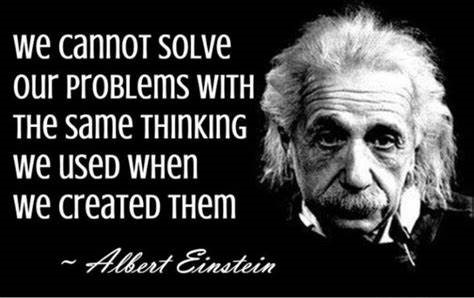 We cannot solve
our problems with
the same thinking
we used when
we created them
~ Albert Einstein